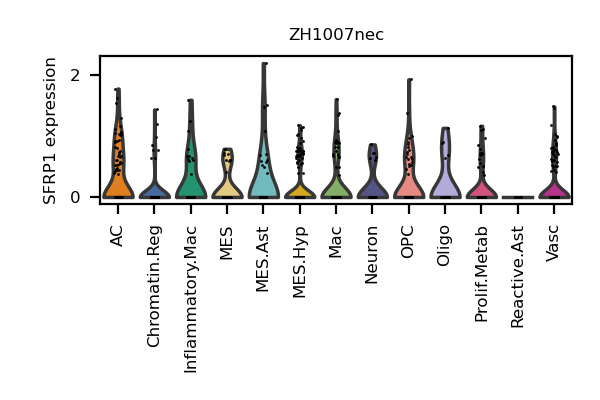 ZH1007nec
SFRP1 expression
2
0
AC
Chromatin.Reg
Inflammatory.Mac
MES
MES.Ast
MES.Hyp
Mac
Neuron
OPC
Oligo
Prolif.Metab
Reactive.Ast
Vasc